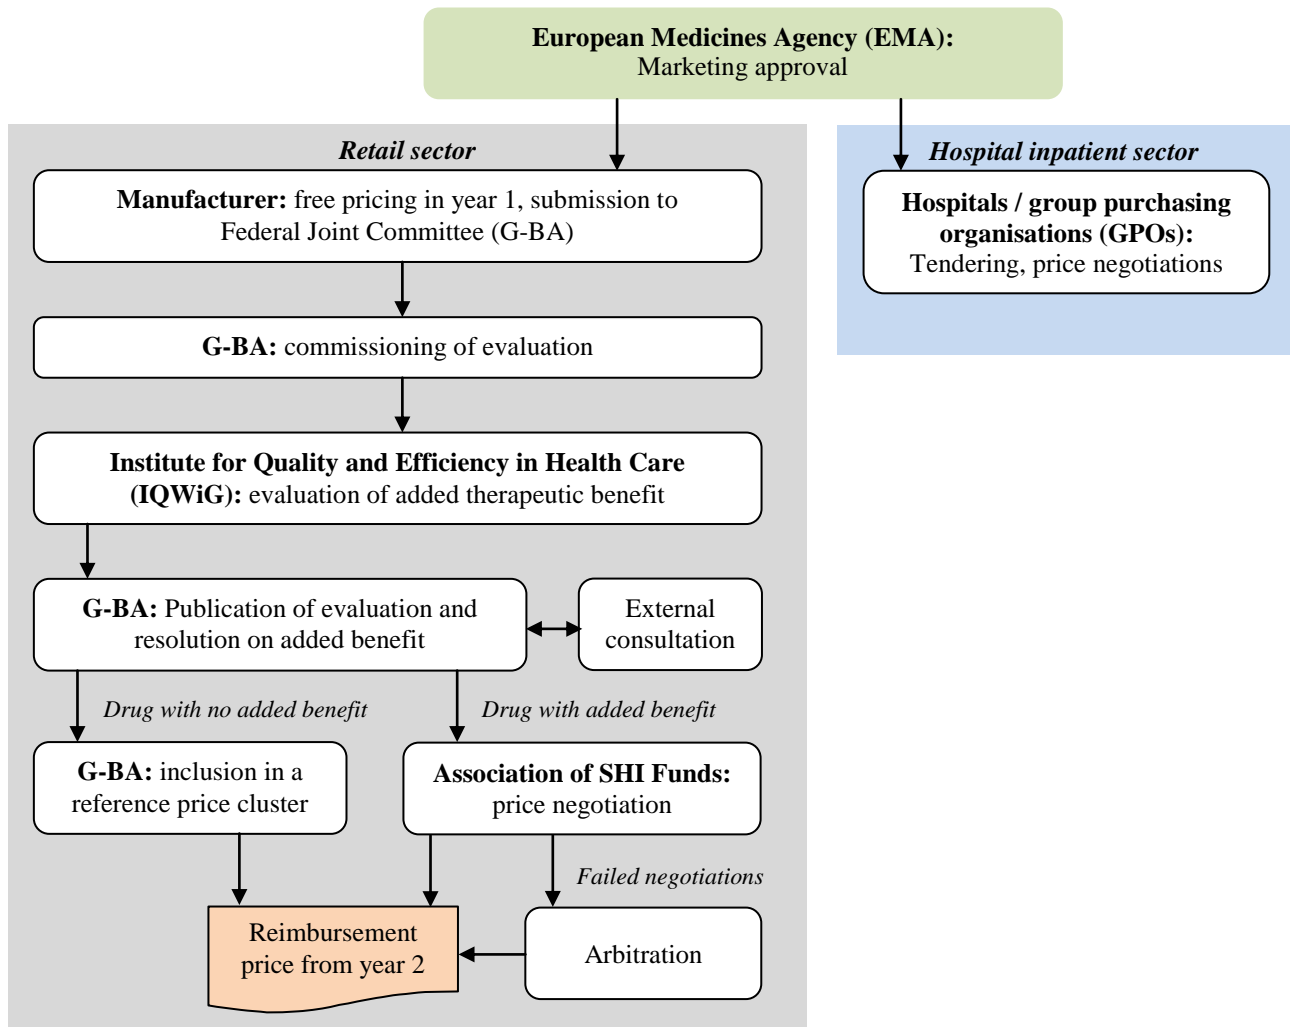 European Medicines Agency (EMA):
Marketing approval
Retail sector
Hospital inpatient sector
Manufacturer: free pricing in year 1, submission to
Federal Joint Committee (G-BA)
Hospitals / group purchasing
organisations (GPOs):
Tendering, price negotiations
G-BA: commissioning of evaluation
Institute for Quality and Efficiency in Health Care
(IQWiG): evaluation of added therapeutic benefit
G-BA: Publication of evaluation and
resolution on added benefit
External
consultation
Drug with no added benefit
Drug with added benefit
G-BA: inclusion in a
reference price cluster
Association of SHI Funds:
price negotiation
Failed negotiations
Reimbursement
price from year 2
Arbitration